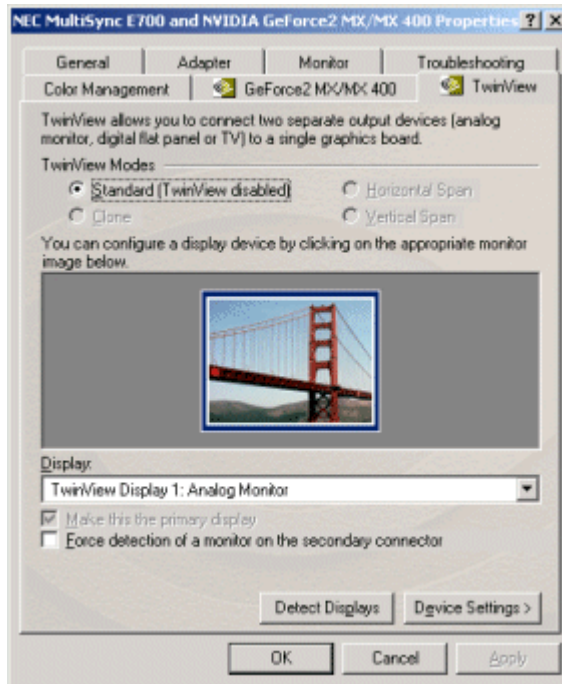 NEC MultiSync E700 and NVIDIA GeForce2 MX/MX 400 Properties
General Adapter Monitor Troubleshooting
Color Management GeForce2 MX/MX 400 TwinView
TwinView allows you to connect two separate output devices (analog
monitor, digital flat panel or TV) to a single graphics board.
TwinView Modes
Standard (TwinView disabled) Horizontal Span
Clone Vertical Span
You can configure a display device by clicking on the appropriate monitor
image below.
Display:
TwinView Display 1: Analog Monitor
Make this the primary display
Force detection of a monitor on the secondary connector
Detect Displays Device Settings >
OK Cancel Apply